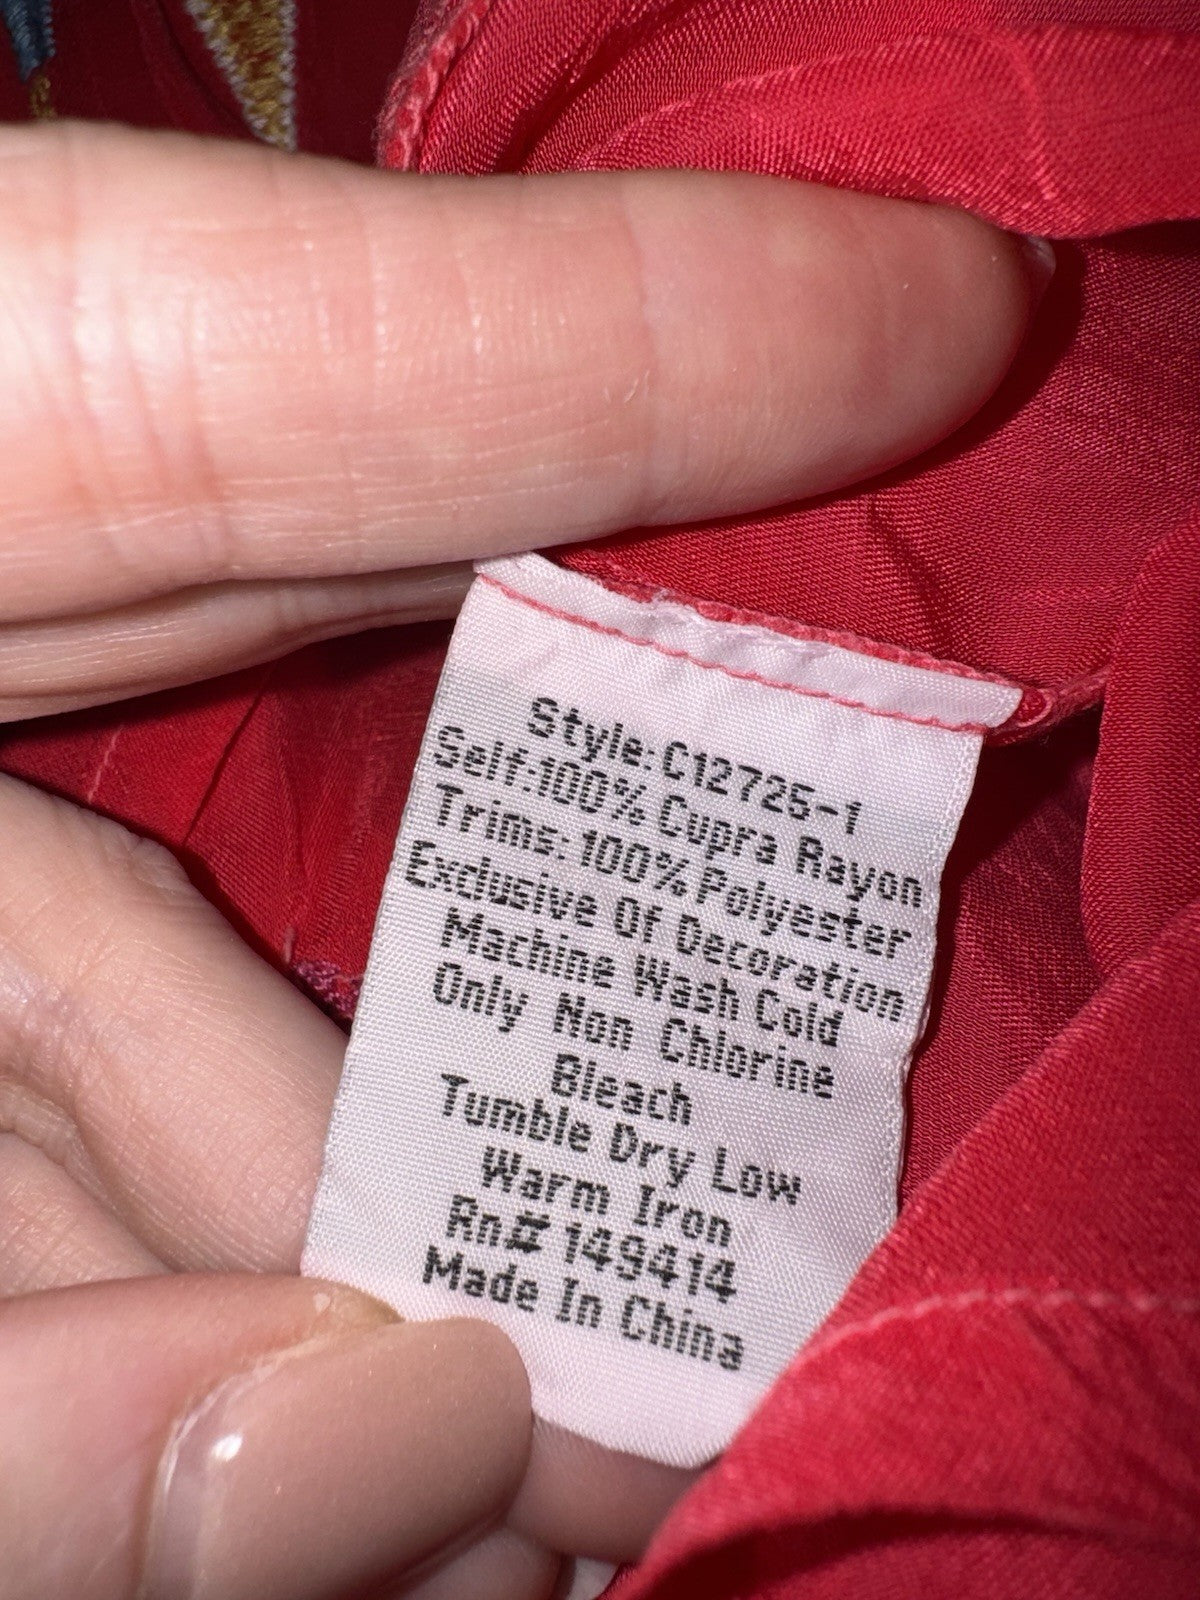 Style:C12725-1
Self:100% Cupra Rayon
Trims:100% Polyester
Exclusive Of Decoration
Machine Wash Cold
Only Non Chlorine
Bleach
Tumble Dry Low
Warm Iron
Rn#149414
Made In China